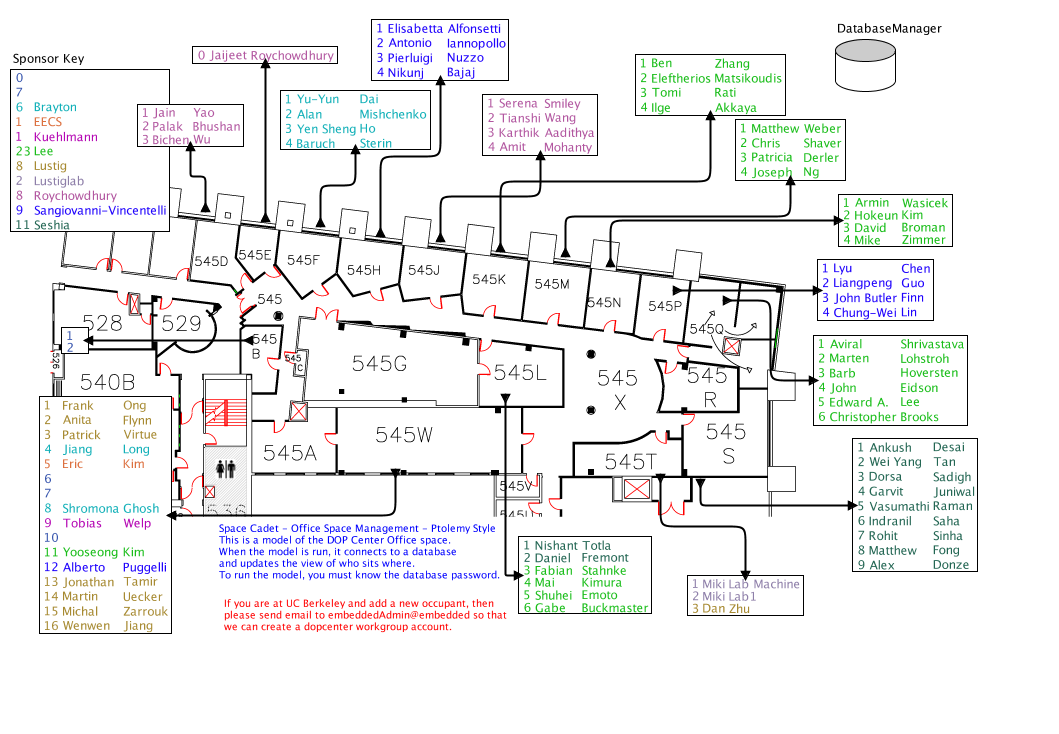 DatabaseManager
Sponsor Key
0
7
6 Brayton
1 EECS
1 Kuehlmann
23 Lee
8 Lustig
2 Lustiglab
8 Roychowdhury
9 Sangiovanni-Vincentelli
11 Seshia
1 Jain Yao
2 Palak Bhushan
3 Bichen Wu
0 Jaijeet Roychowdhury
1 Yu-Yun Dai
2 Alan Mishchenko
3 Yen Sheng Ho
4 Baruch Sterin
1 Elisabetta Alfonsetti
2 Antonio Iannopollo
3 Pierluigi Nuzzo
4 Nikunj Bajaj
1 Serena Smiley
2 Tianshi Wang
3 Karthik Aadithya
4 Amit Mohanty
1 Ben Zhang
2 Eleftherios Matsikoudis
3 Tomi Rati
4 Ilge Akkaya
1 Matthew Weber
2 Chris Shaver
3 Patricia Derler
4 Joseph Ng
1 Armin Wasicek
2 Hokeun Kim
3 David Broman
4 Mike Zimmer
1 Lyu Chen
2 Liangpeng Guo
3 John Butler Finn
4 Chung-Wei Lin
1 Aviral Shrivastava
2 Marten Lohstroh
3 Barb Hoversten
4 John Eidson
5 Edward A. Lee
6 Christopher Brooks
1 Ankush Desai
2 Wei Yang Tan
3 Dorsa Sadigh
4 Garvit Juniwal
5 Vasumathi Raman
6 Indranil Saha
7 Rohit Sinha
8 Matthew Fong
9 Alex Donze
545D
545E
545F
545H
545J
545K
545M
545N
545P
545Q
545
528
529
545
B
545
C
545G
545L
545
X
545
R
526
540B
545A
545W
545T
545
S
545V
1
2
1 Frank Ong
2 Anita Flynn
3 Patrick Virtue
4 Jiang Long
5 Eric Kim
6
7
8 Shromona Ghosh
9 Tobias Welp
10
11 Yooseong Kim
12 Alberto Puggelli
13 Jonathan Tamir
14 Martin Uecker
15 Michal Zarrouk
16 Wenwen Jiang
Space Cadet - Office Space Management - Ptolemy Style
This is a model of the DOP Center Office space.
When the model is run, it connects to a database
and updates the view of who sits where.
To run the model, you must know the database password.
If you are at UC Berkeley and add a new occupant, then
please send email to embeddedAdmin@embedded so that
we can create a dopcenter workgroup account.
1 Nishant Totla
2 Daniel Fremont
3 Fabian Stahnke
4 Mai Kimura
5 Shuhei Emoto
6 Gabe Buckmaster
1 Miki Lab Machine
2 Miki Lab1
3 Dan Zhu